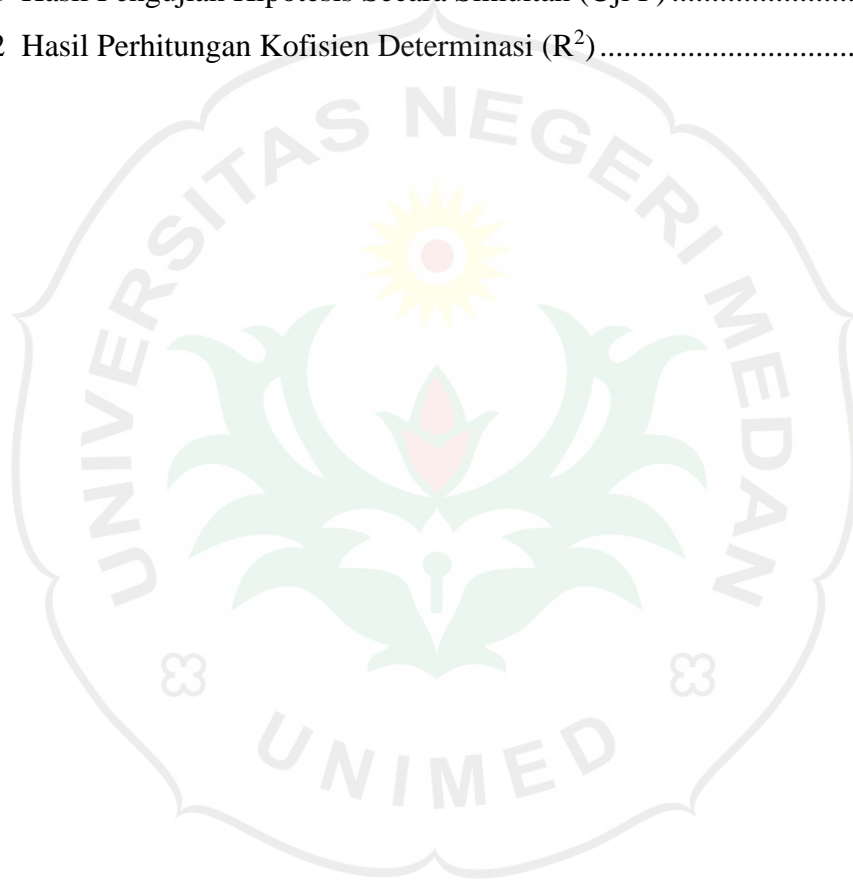 Hasil Pengujian Hipotesis Secara Simultan (Uji F)
2 Hasil Perhitungan Kofisien Determinasi (R²)
UNIVERSITAS NEGERI MEDAN
UNIMED